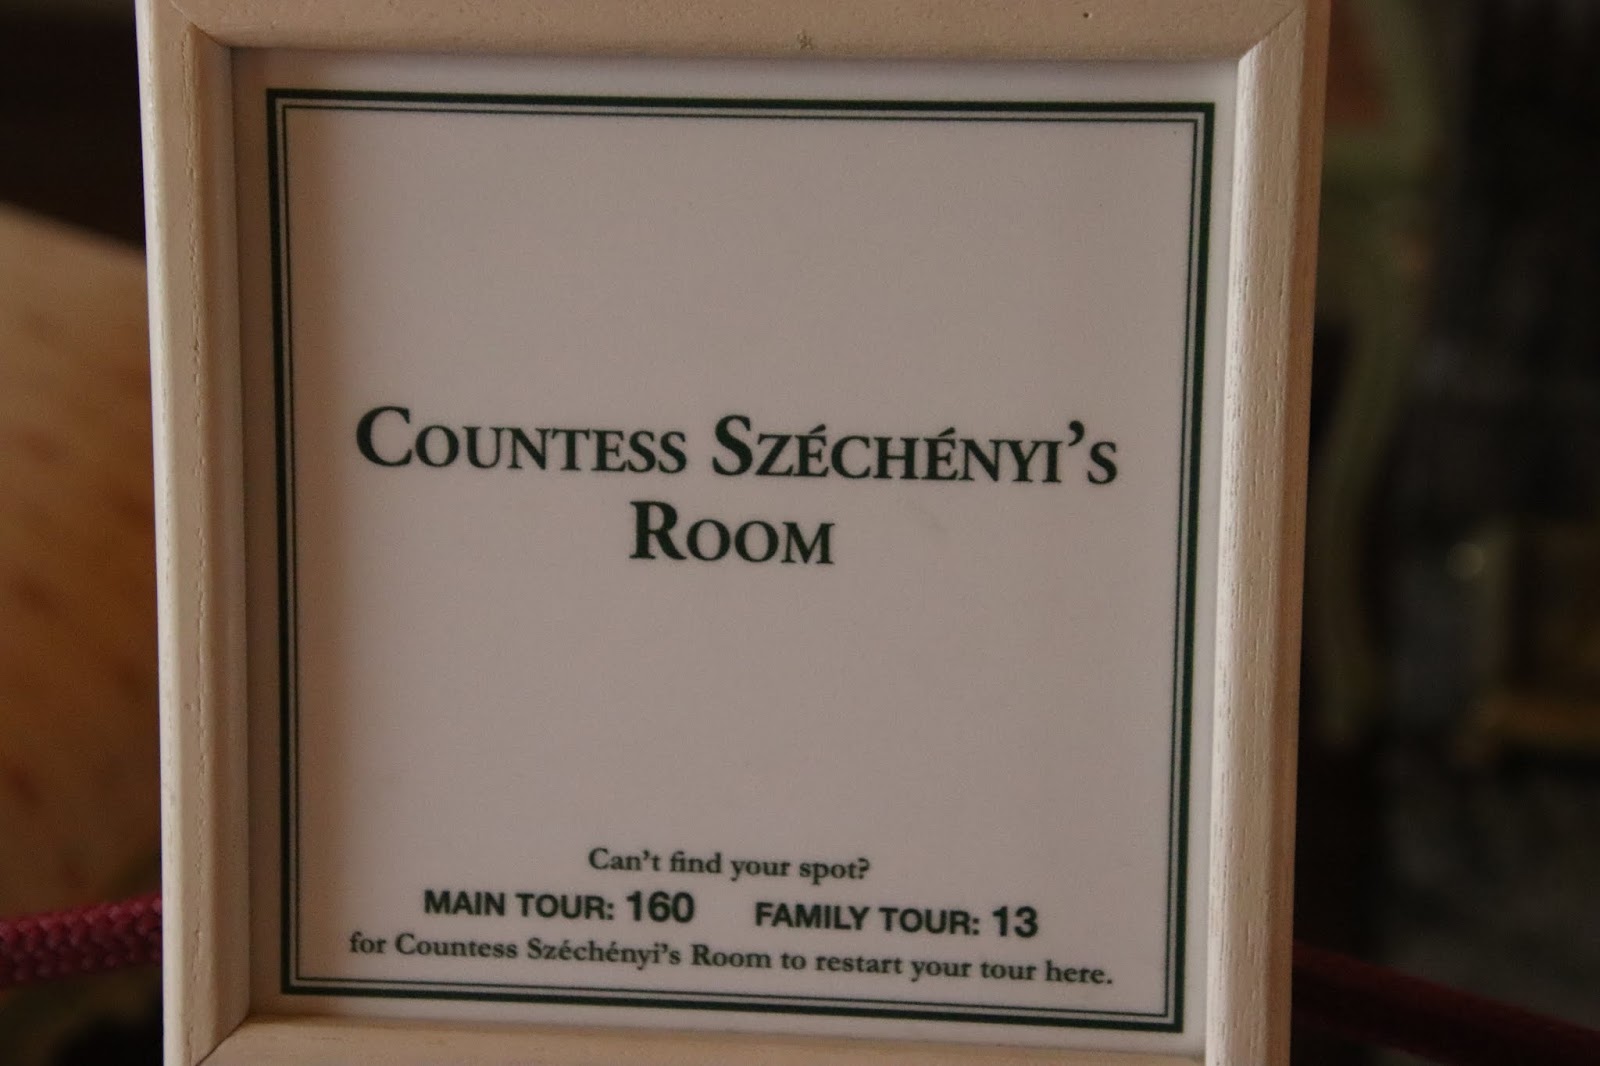 COUNTESS SZÉCHÉNYI'S
ROOM
Can't find your spot?
MAIN TOUR: 160 FAMILY TOUR: 13
for Countess Széchényi's Room to restart your tour here.